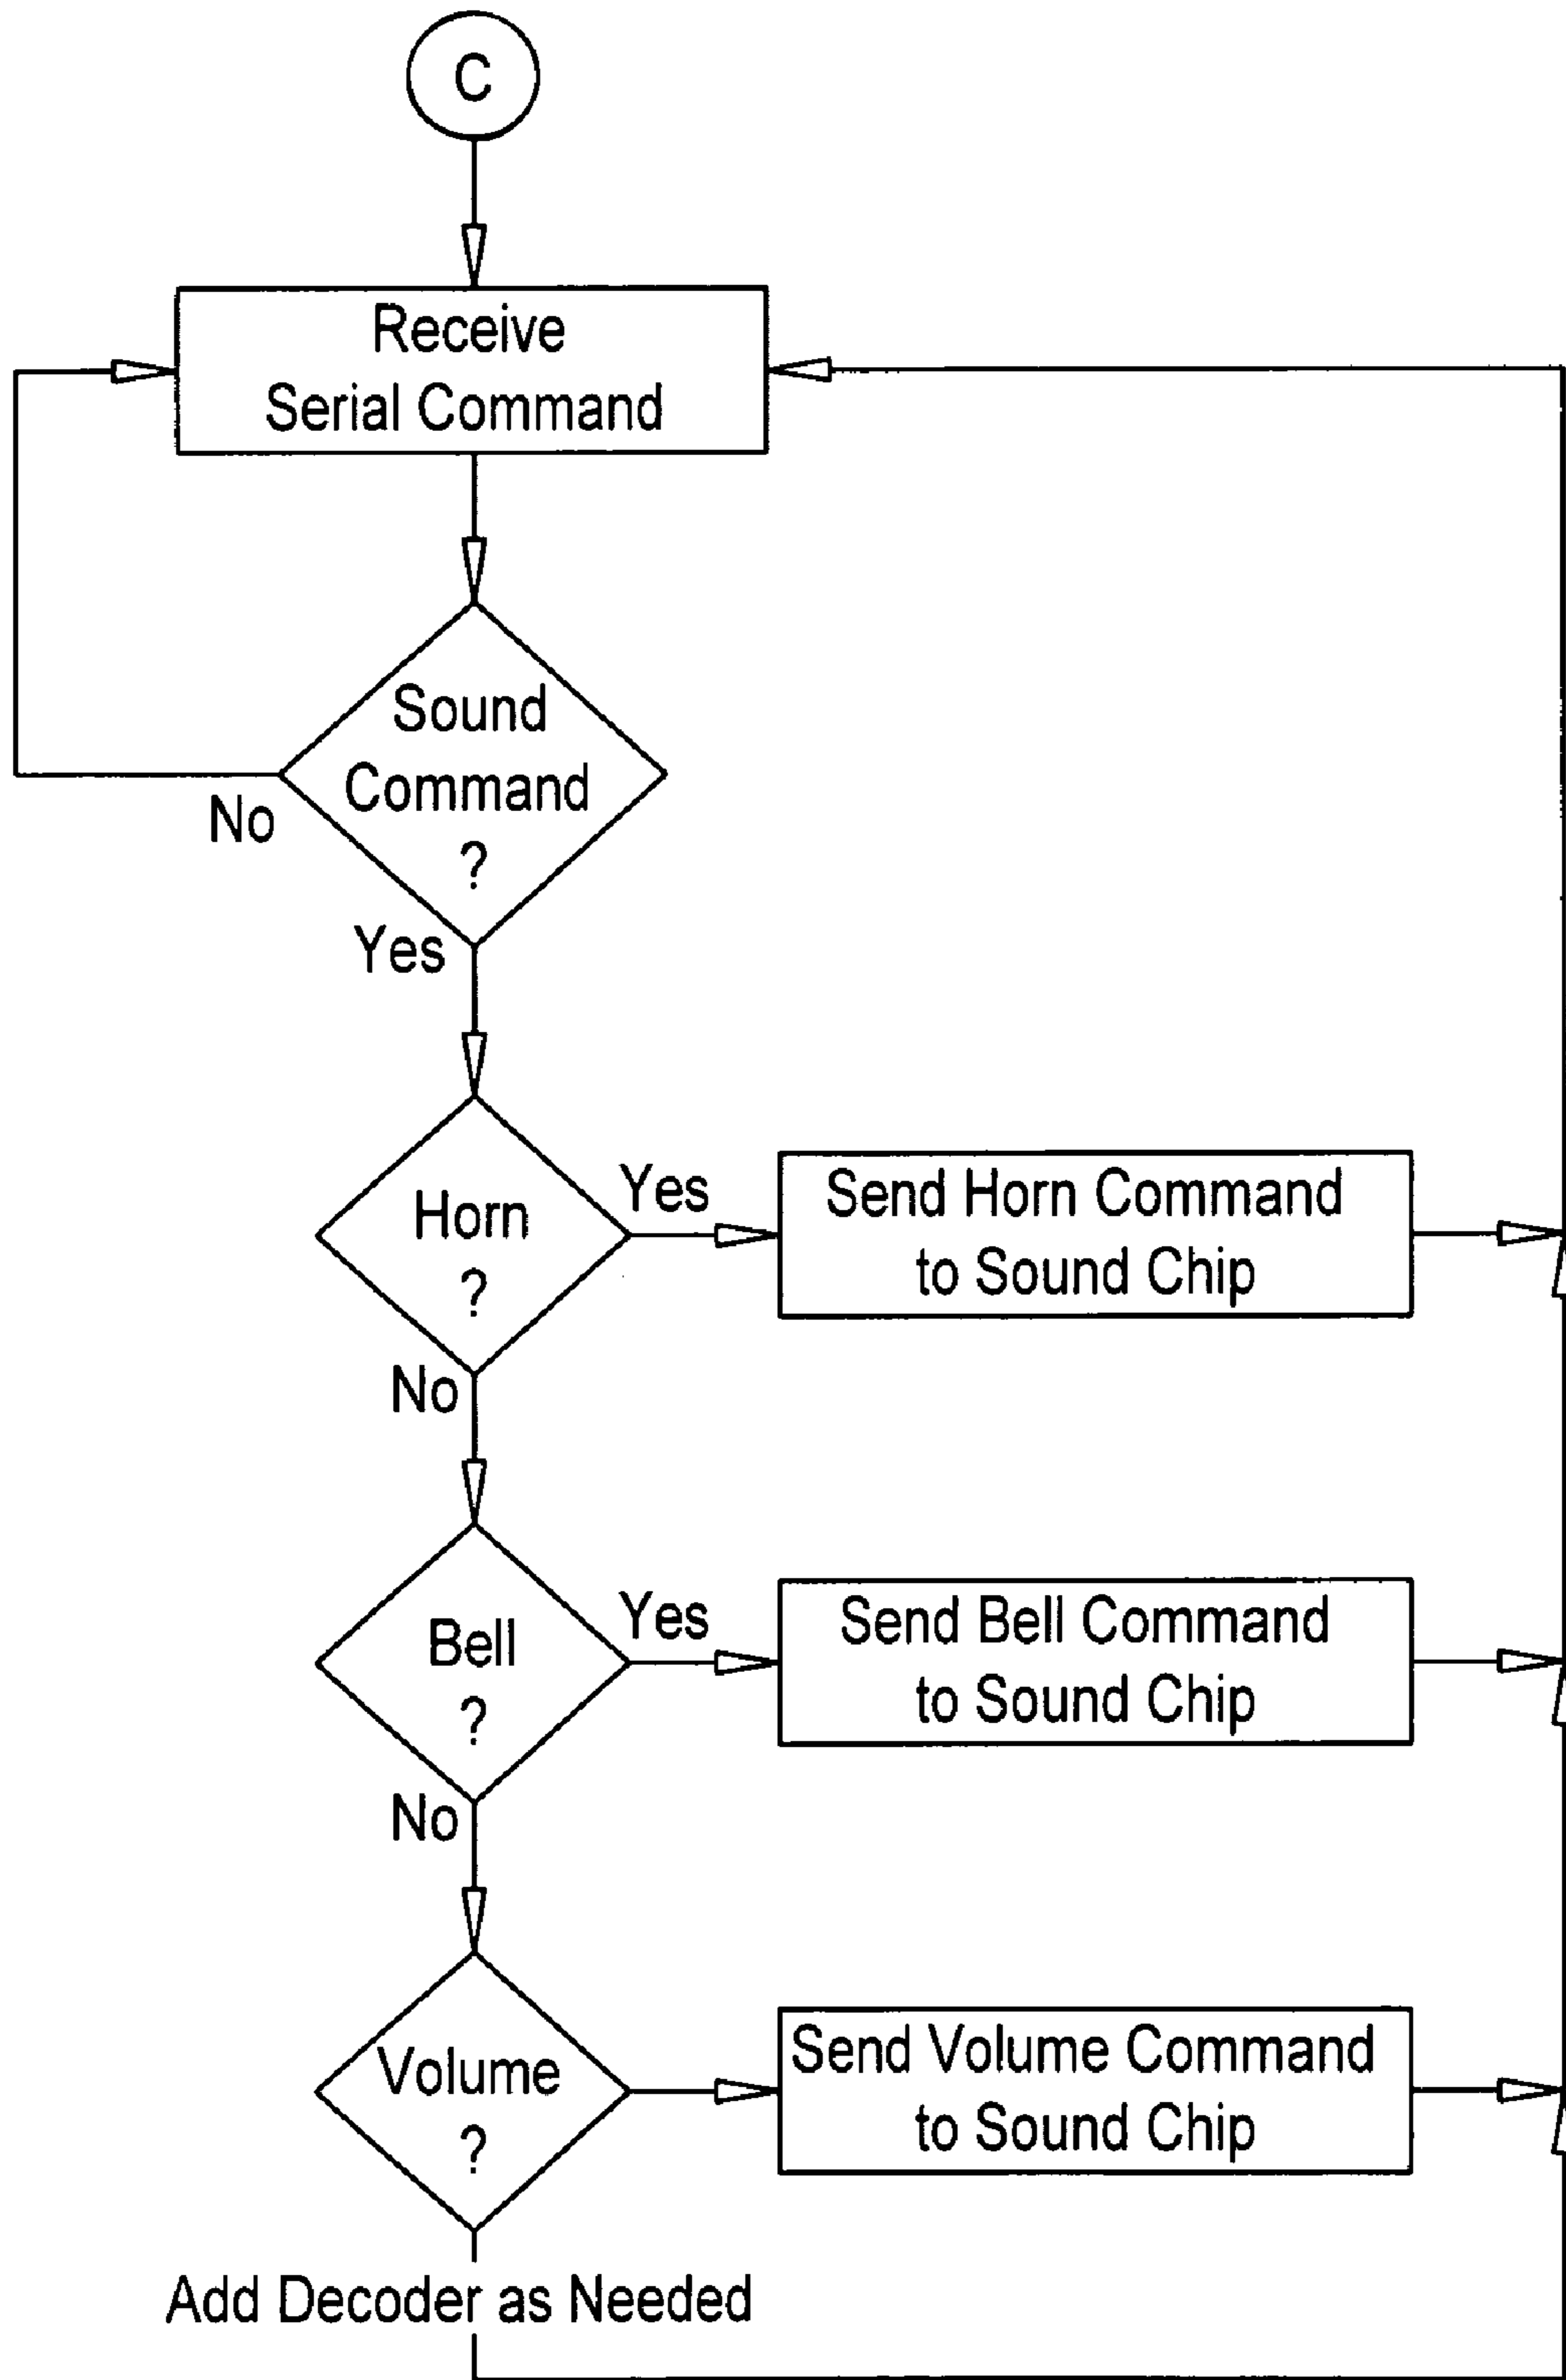 C
Receive
Serial Command
Sound
Command
?
No
Yes
Horn
?
Yes
Send Horn Command
to Sound Chip
No
Bell
?
Yes
Send Bell Command
to Sound Chip
No
Volume
?
Send Volume Command
to Sound Chip
Add Decoder as Needed